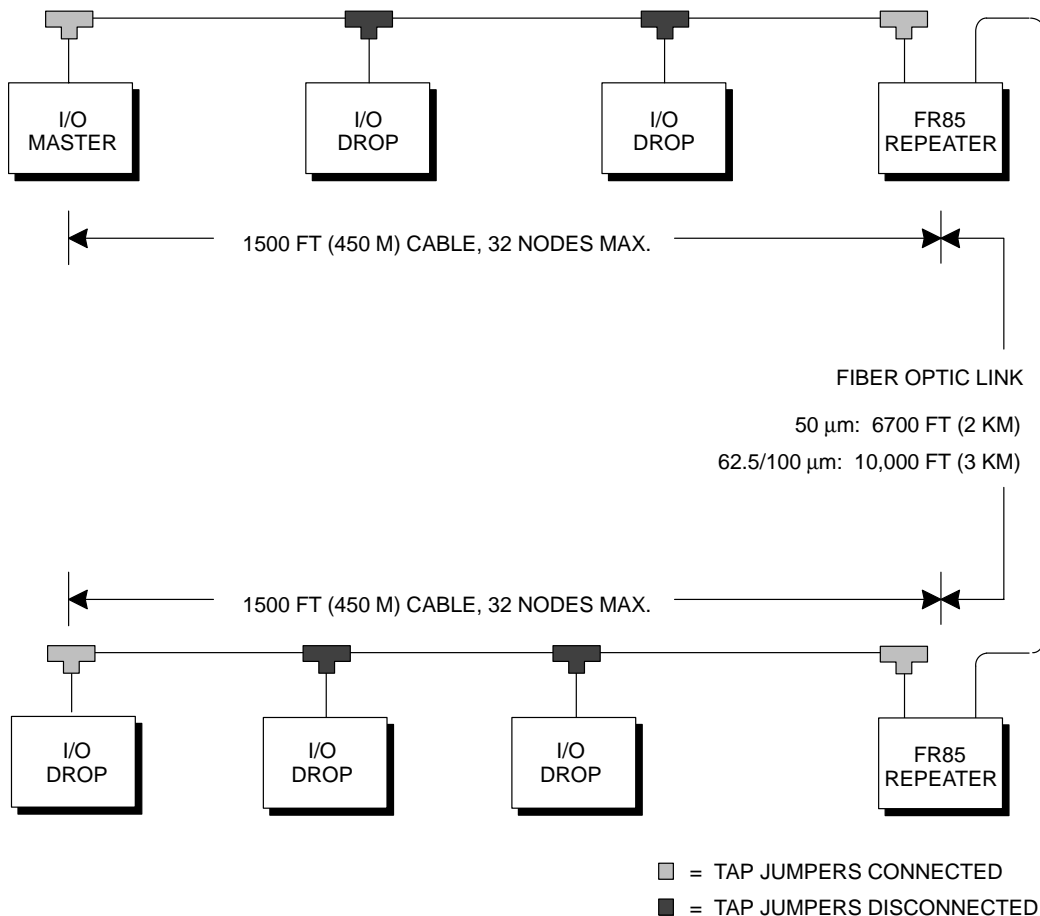 I/O
MASTER
I/O
DROP
I/O
DROP
FR85
REPEATER
1500 FT (450 M) CABLE, 32 NODES MAX.
FIBER OPTIC LINK
50 µm: 6700 FT (2 KM)
62.5/100 µm: 10,000 FT (3 KM)
1500 FT (450 M) CABLE, 32 NODES MAX.
I/O
DROP
I/O
DROP
I/O
DROP
FR85
REPEATER
= TAP JUMPERS CONNECTED
= TAP JUMPERS DISCONNECTED